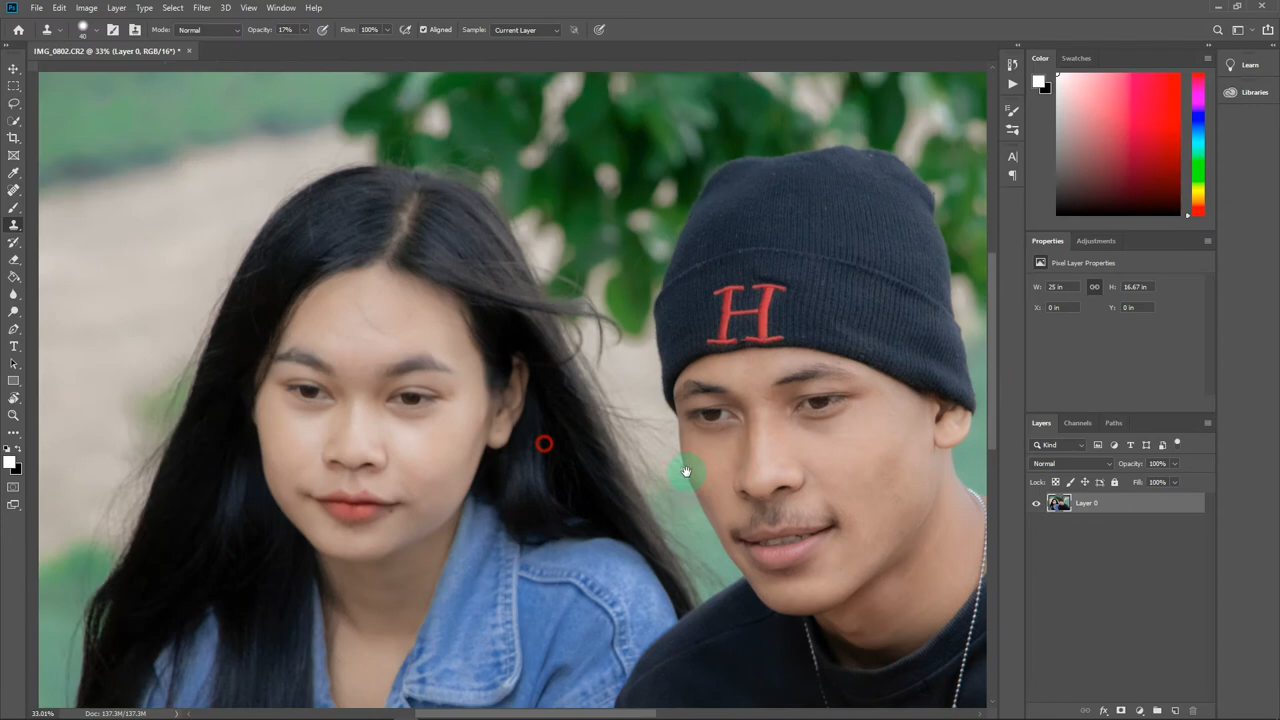 Ps File Edit Image Layer Type Select Filter 3D View Window Help
40 Mode: Normal Opacity: 17% Flow: 100% Aligned Sample: Current Layer
IMG_0802.CR2 @ 33% (Layer 0, RGB/16*) * ×
Color Swatches
Learn
Libraries
H
Properties Adjustments
Pixel Layer Properties
W: 25 in H: 16.67 in
X: 0 in Y: 0 in
Layers Channels Paths
Kind
Normal Opacity: 100%
Lock: Fill: 100%
Layer 0
33.01% Doc: 137.3M/137.3M